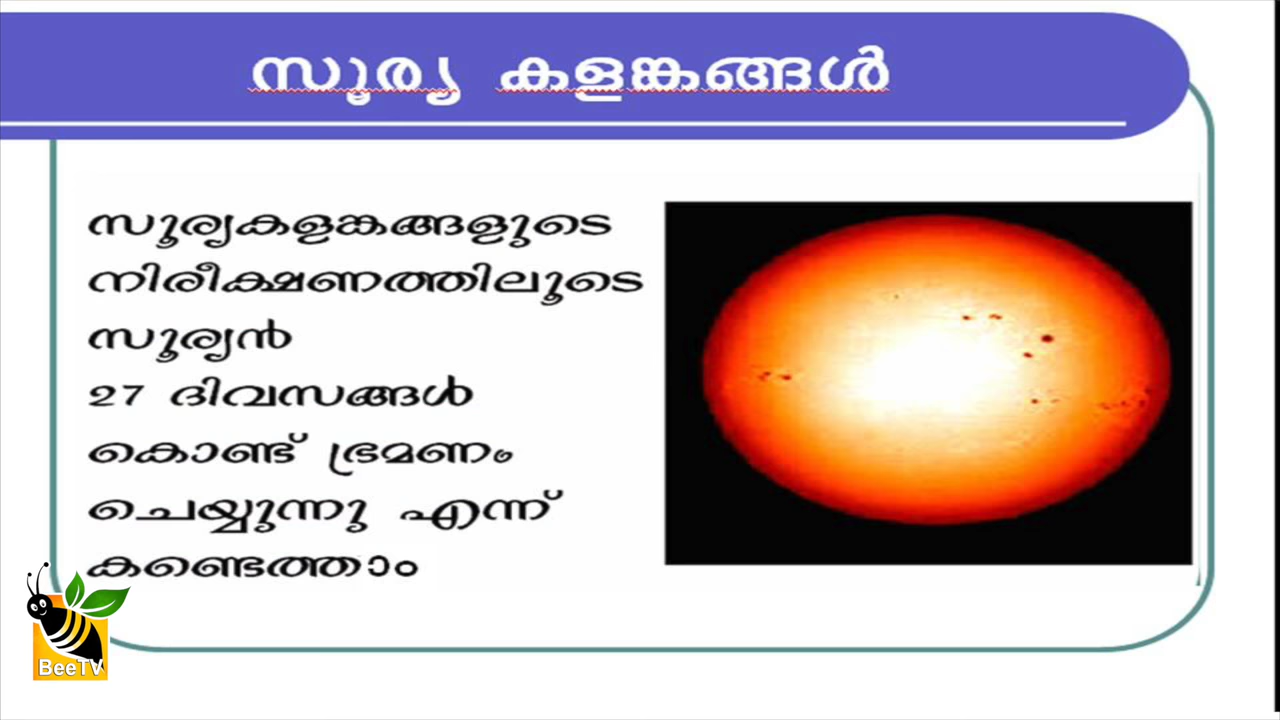 സൂര്യ കളങ്കങ്ങൾ
സൂര്യകളങ്കങ്ങളുടെ
നിരീക്ഷണത്തിലൂടെ
സൂര്യൻ
27 ദിവസങ്ങൾ
കൊണ്ട് ഭ്രമണം
ചെയ്യുന്നു എന്ന്
കണ്ടെത്താം
BeeTV